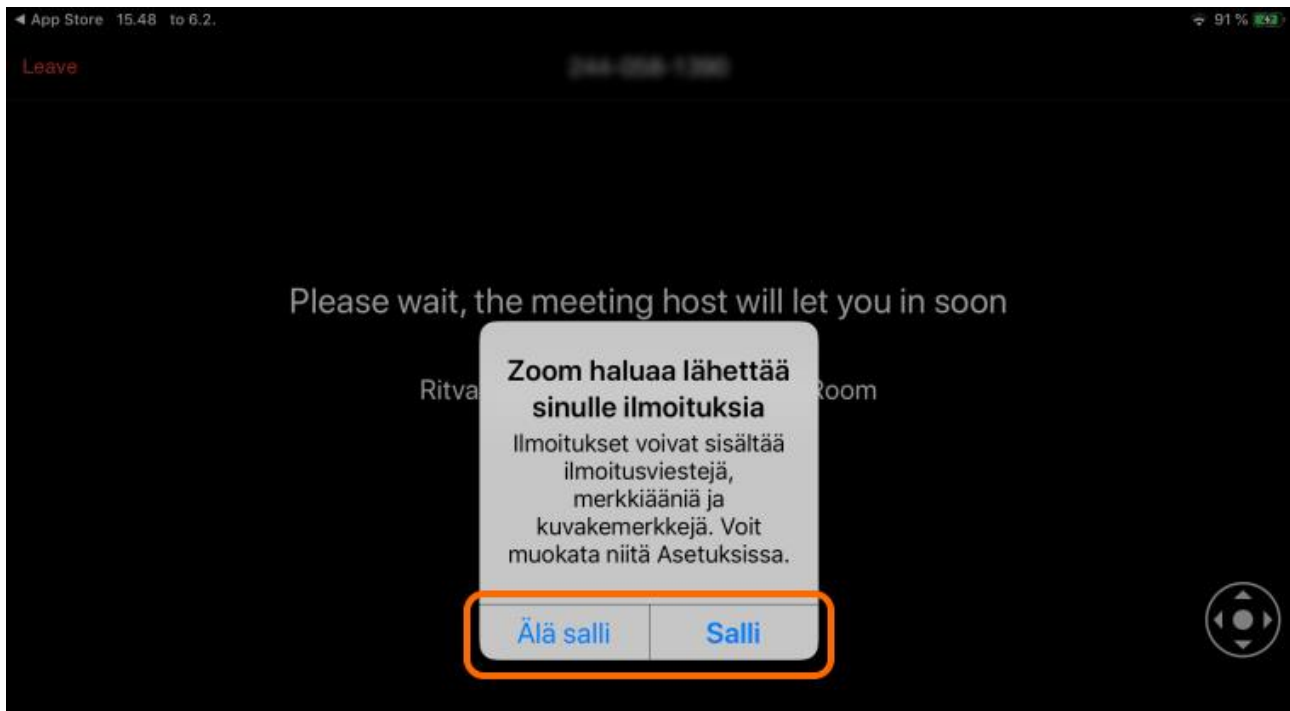 ◀ App Store 15.48 to 6.2. 91 %
Leave
Please wait, the meeting host will let you in soon
Ritva Room
Zoom haluaa lähettää
sinulle ilmoituksia
Ilmoitukset voivat sisältää
ilmoitusviestejä,
merkkiääniä ja
kuvakemerkkejä. Voit
muokata niitä Asetuksissa.
Älä salli Salli